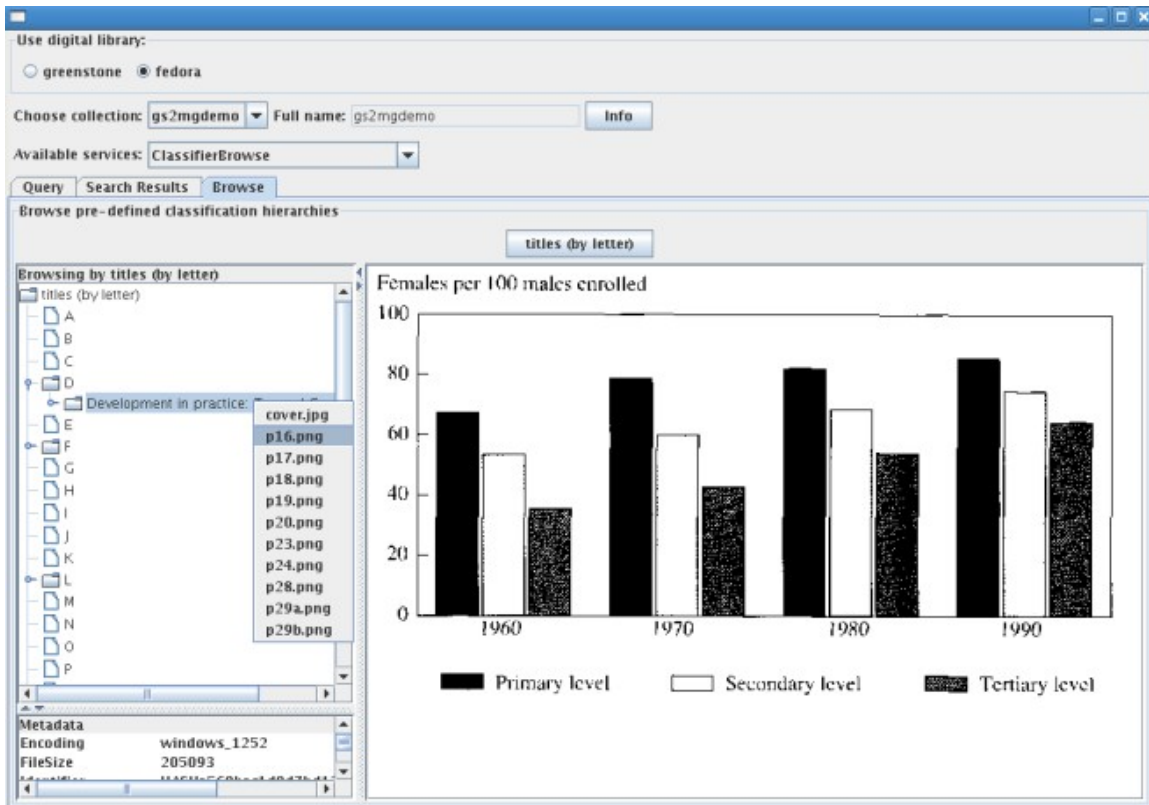 Use digital library:
greenstone fedora
Choose collection: gs2mgdemo Full name: gs2mgdemo Info
Available services: ClassifierBrowse
Query Search Results Browse
Browse pre-defined classification hierarchies
titles (by letter)
Browsing by titles (by letter)
titles (by letter)
A
B
C
D
Development in practice:
E
F
G
H
I
J
K
L
M
N
O
P
cover.jpg
p16.png
p17.png
p18.png
p19.png
p20.png
p23.png
p24.png
p28.png
p29a.png
p29b.png
Metadata
Encoding windows_1252
FileSize 205093
Females per 100 males enrolled
100
80
60
40
20
0
1960 1970 1980 1990
Primary level Secondary level Tertiary level